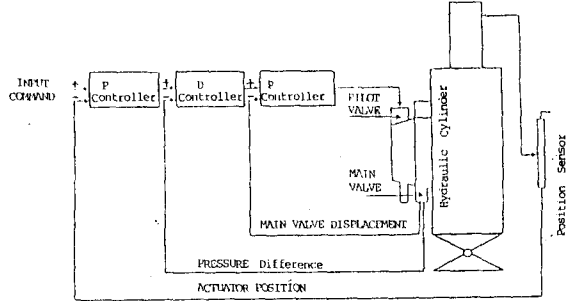 INPUT
COMMAND
P
Controller
D
Controller
P
Controller
PILOT
VALVE
MAIN
VALVE
Hydraulic Cylinder
Position Sensor
MAIN VALVE DISPLACEMENT
PRESSURE Difference
ACTUATOR POSITION